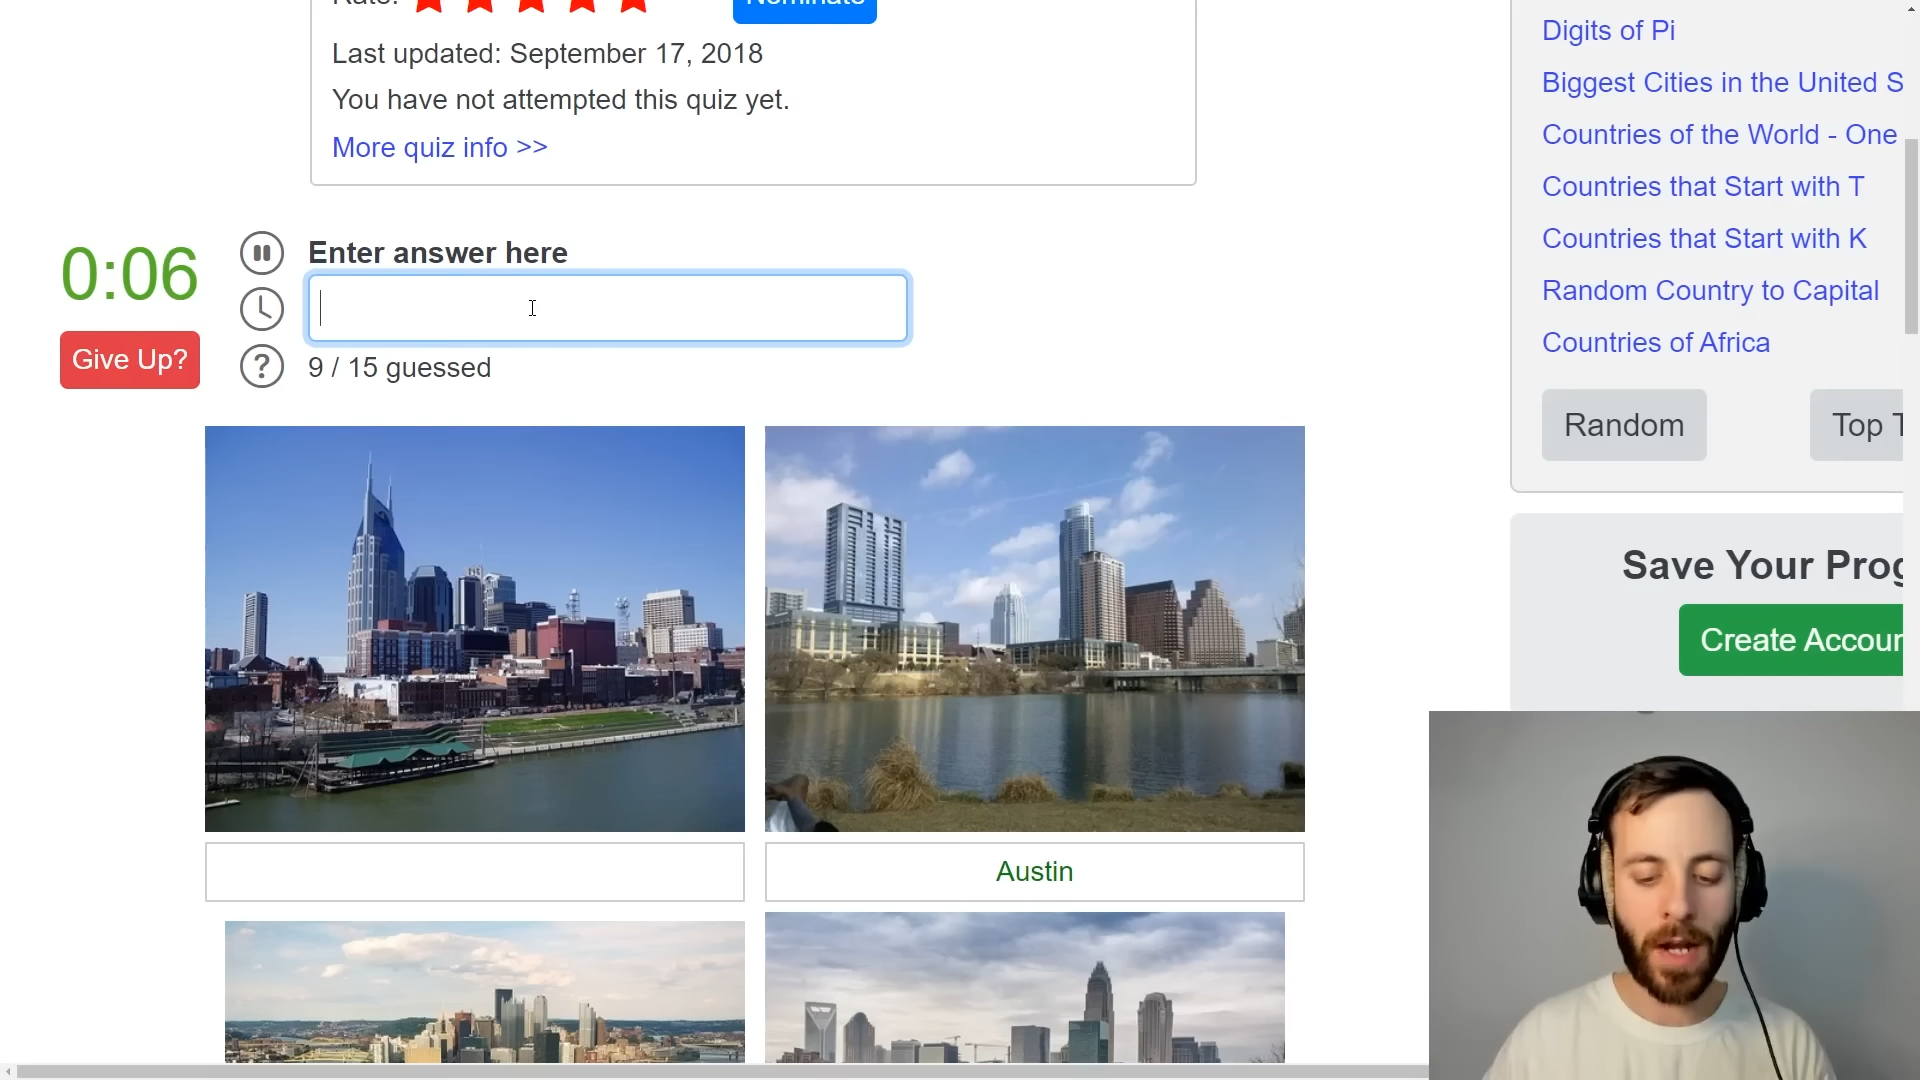 Rate:
Nominate
Last updated: September 17, 2018
You have not attempted this quiz yet.
More quiz info >>
0:06
Give Up?
Enter answer here
?
9 / 15 guessed
Austin
Digits of Pi
Biggest Cities in the United S
Countries of the World - One
Countries that Start with T
Countries that Start with K
Random Country to Capital
Countries of Africa
Random
Top T
Save Your Prog
Create Accour